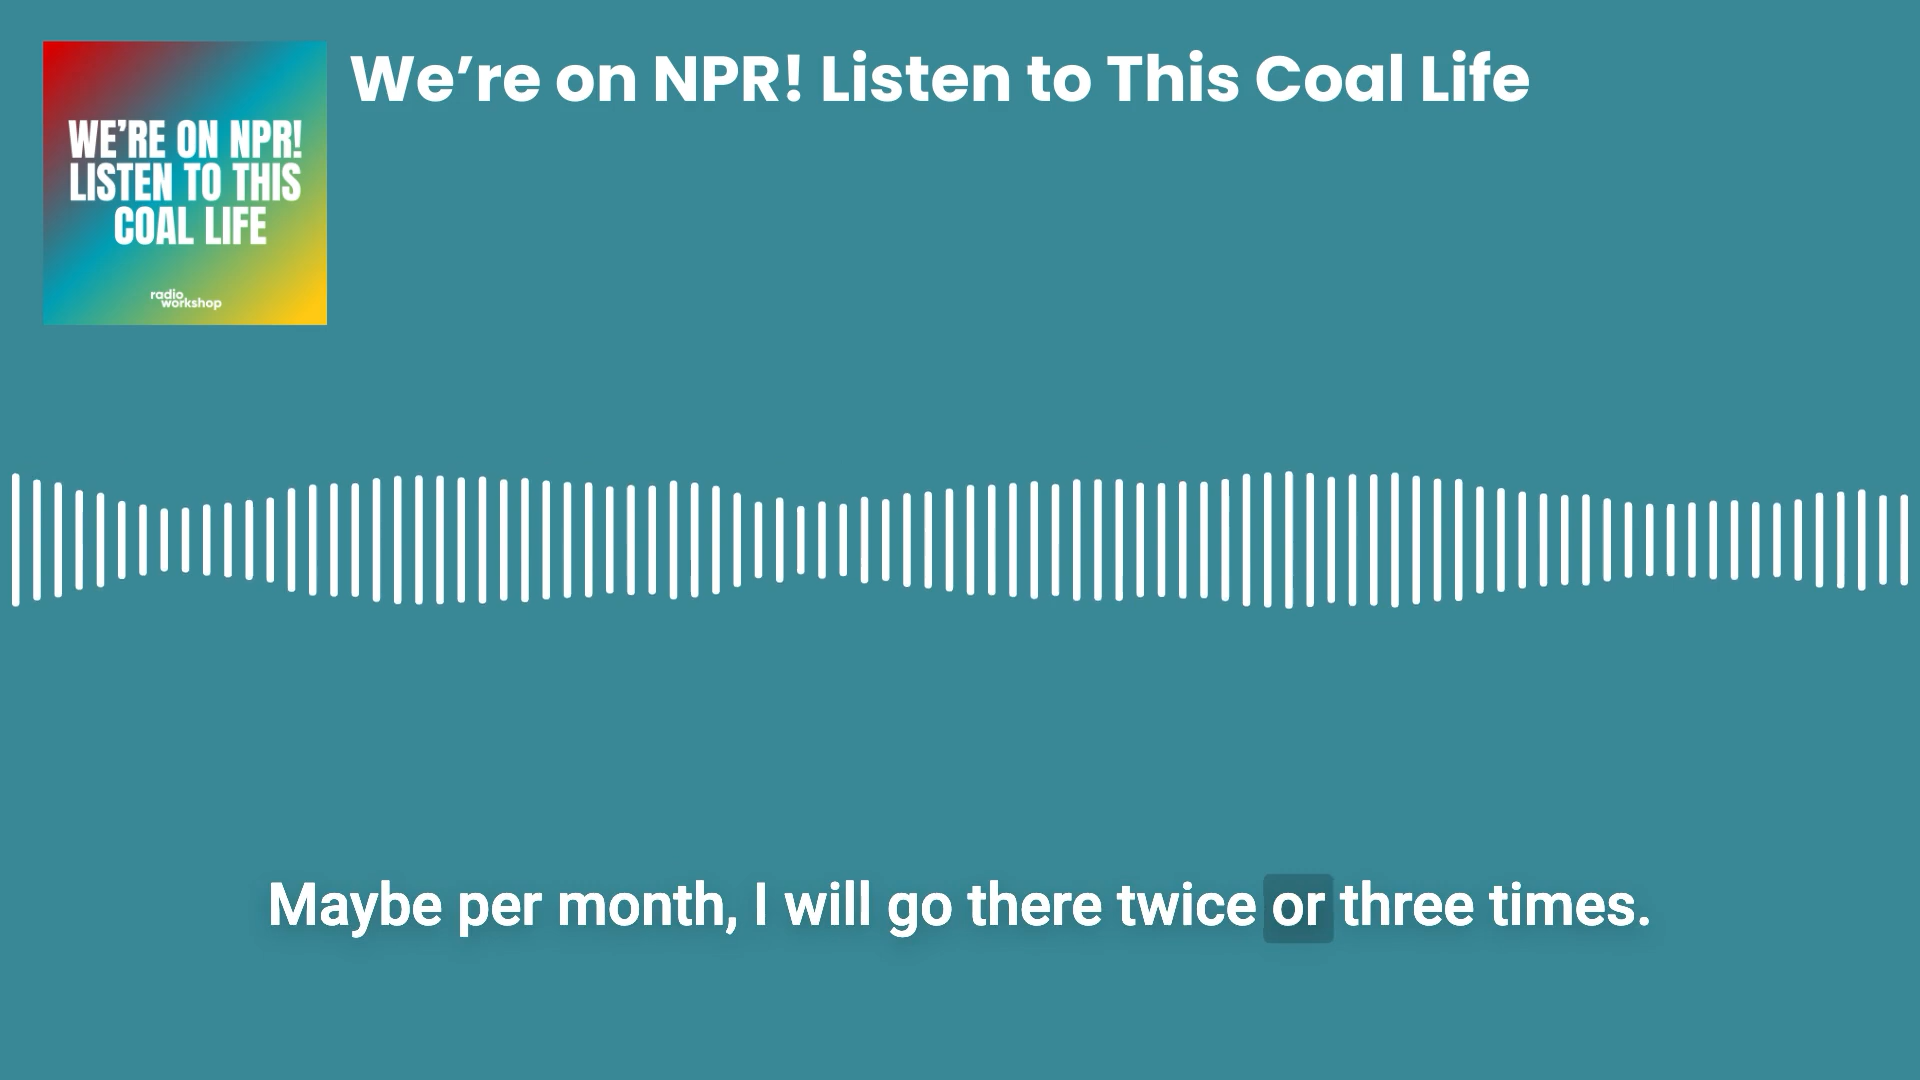 We’re on NPR! Listen to This Coal Life
WE’RE ON NPR!
LISTEN TO THIS
COAL LIFE
radio
workshop
Maybe per month, I will go there twice or three times.